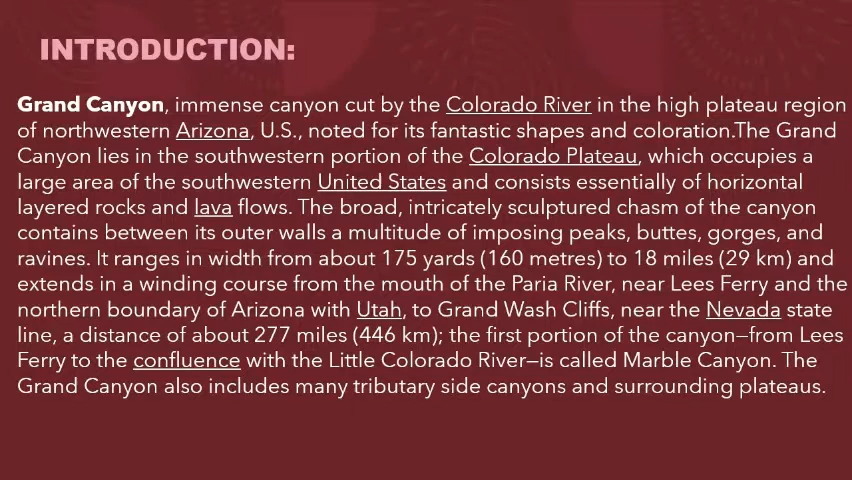 INTRODUCTION:
Grand Canyon, immense canyon cut by the Colorado River in the high plateau region
of northwestern Arizona, U.S., noted for its fantastic shapes and coloration.The Grand
Canyon lies in the southwestern portion of the Colorado Plateau, which occupies a
large area of the southwestern United States and consists essentially of horizontal
layered rocks and lava flows. The broad, intricately sculptured chasm of the canyon
contains between its outer walls a multitude of imposing peaks, buttes, gorges, and
ravines. It ranges in width from about 175 yards (160 metres) to 18 miles (29 km) and
extends in a winding course from the mouth of the Paria River, near Lees Ferry and the
northern boundary of Arizona with Utah, to Grand Wash Cliffs, near the Nevada state
line, a distance of about 277 miles (446 km); the first portion of the canyon—from Lees
Ferry to the confluence with the Little Colorado River—is called Marble Canyon. The
Grand Canyon also includes many tributary side canyons and surrounding plateaus.